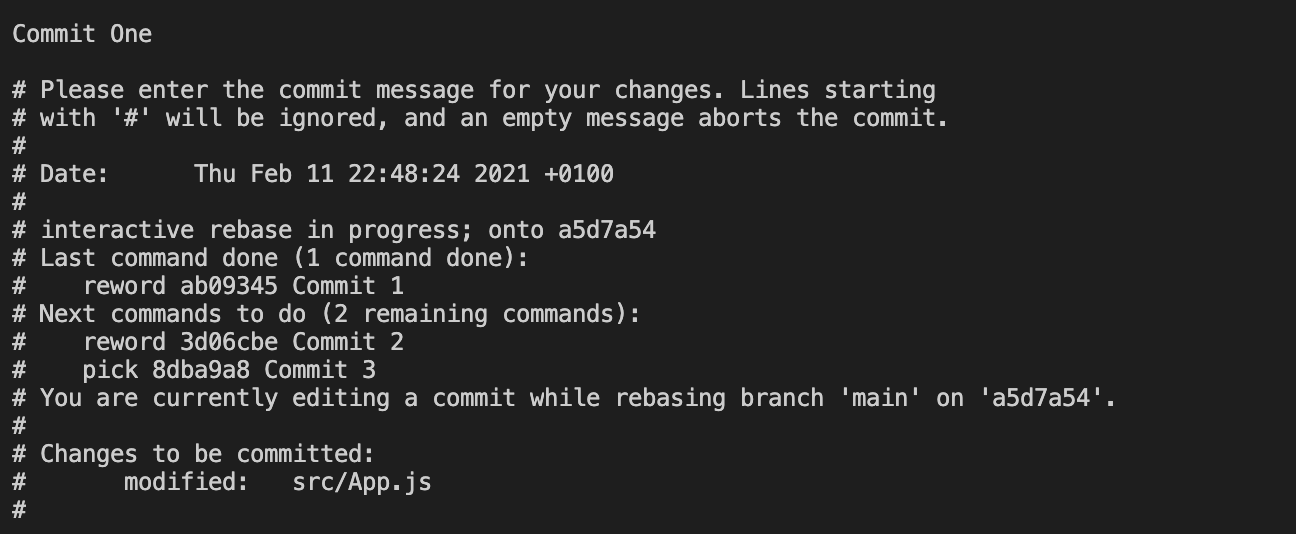 Commit One
# Please enter the commit message for your changes. Lines starting
# with '#' will be ignored, and an empty message aborts the commit.
#
# Date:      Thu Feb 11 22:48:24 2021 +0100
#
# interactive rebase in progress; onto a5d7a54
# Last command done (1 command done):
#    reword ab09345 Commit 1
# Next commands to do (2 remaining commands):
#    reword 3d06cbe Commit 2
#    pick 8dba9a8 Commit 3
# You are currently editing a commit while rebasing branch 'main' on 'a5d7a54'.
#
# Changes to be committed:
#       modified:   src/App.js
#